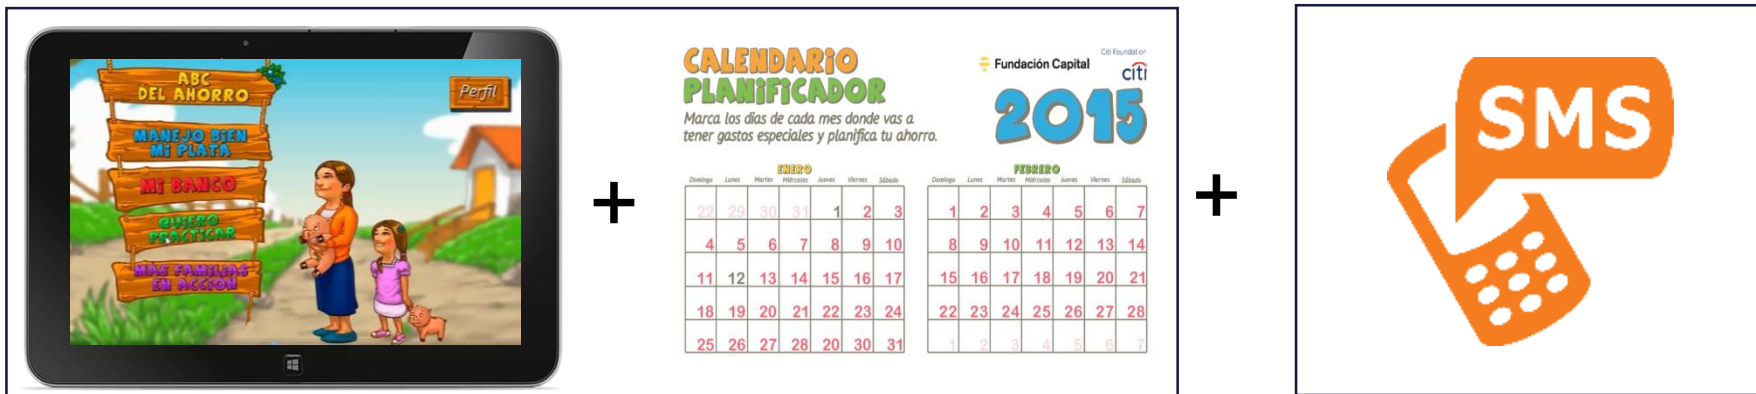 ABC
DEL AHORRO
MANEJO BIEN
MI PLATA
MI BANCO
QUIERO
PRACTICAR
MÁS FAMILIAS
EN ACCIÓN
Perfil
+
CALENDARIO
PLANIFICADOR
Marca los días de cada mes donde vas a
tener gastos especiales y planifica tu ahorro.
Fundación Capital
Citi Foundation
citi
2015
ENERO
Domingo Lunes Martes Miércoles Jueves Viernes Sábado
22 29 30 31 1 2 3
4 5 6 7 8 9 10
11 12 13 14 15 16 17
18 19 20 21 22 23 24
25 26 27 28 20 30 31
FEBRERO
Domingo Lunes Martes Miércoles Jueves Viernes Sábado
1 2 3 4 5 6 7
8 9 10 11 12 13 14
15 16 17 18 19 20 21
22 23 24 25 26 27 28
1 2 3 4 5 6 7
+
SMS